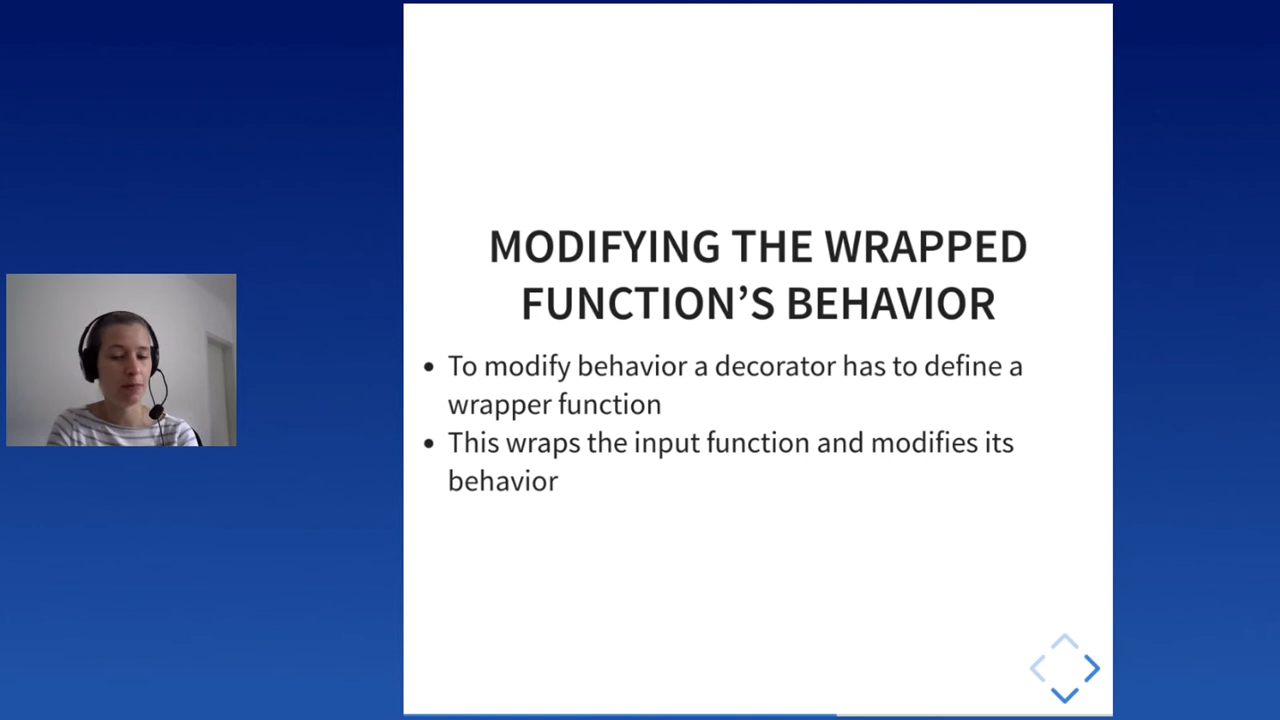 MODIFYING THE WRAPPED
FUNCTION’S BEHAVIOR
• To modify behavior a decorator has to define a
wrapper function
• This wraps the input function and modifies its
behavior